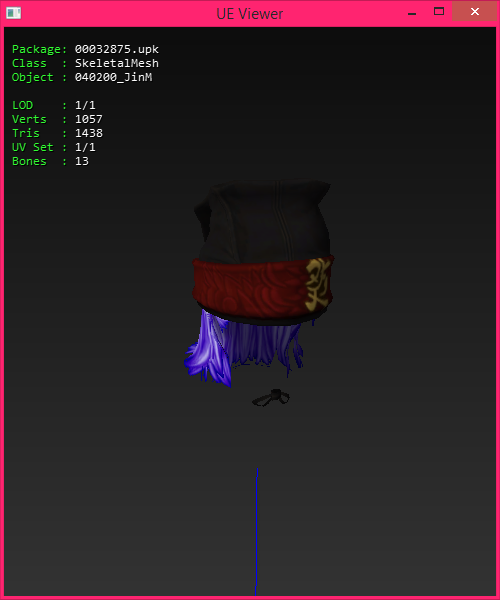 UE Viewer
Package: 00032875.upk
Class : SkeletalMesh
Object : 040200_JinM
LOD : 1/1
Verts : 1057
Tris : 1438
UV Set : 1/1
Bones : 13